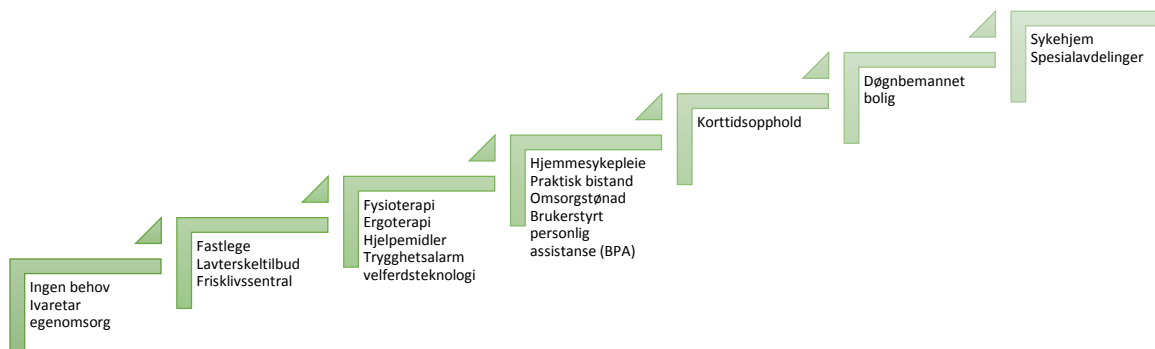 Ingen behov
Ivaretar
egenomsorg
Fastlege
Lavterskeltilbud
Frisklivssentral
Fysioterapi
Ergoterapi
Hjelpemidler
Trygghetsalarm
velferdsteknologi
Hjemmesykepleie
Praktisk bistand
Omsorgstønad
Brukerstyrt
personlig
assistanse (BPA)
Korttidsopphold
Døgnbemannet
bolig
Sykehjem
Spesialavdelinger